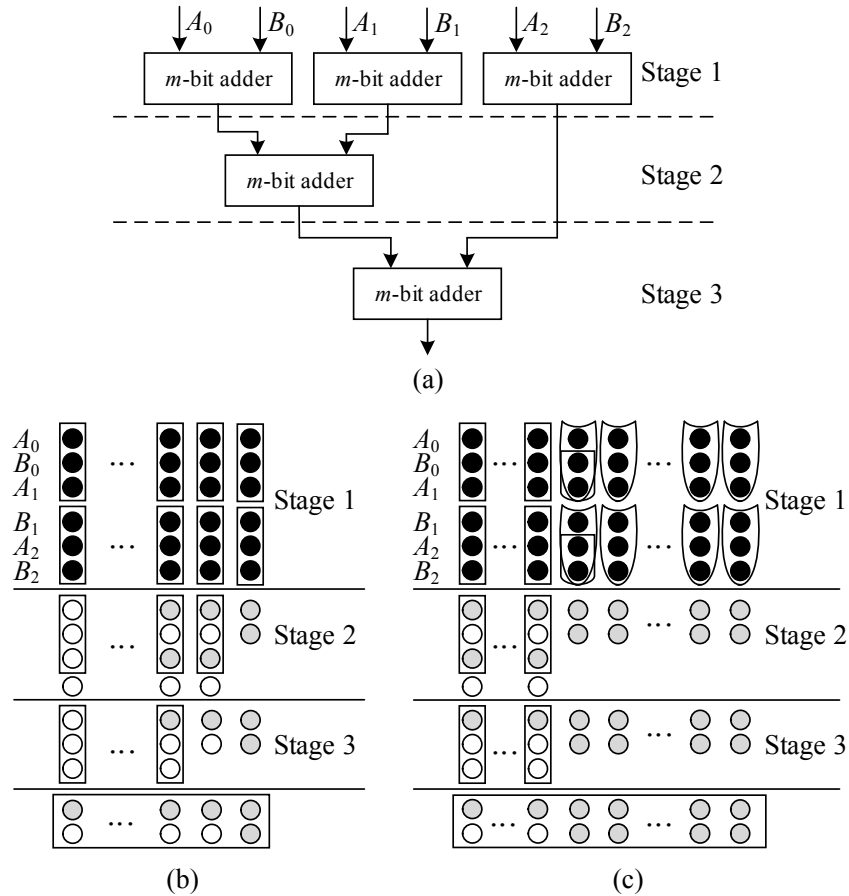 A₀ B₀ A₁ B₁ A₂ B₂
m-bit adder m-bit adder m-bit adder Stage 1
m-bit adder Stage 2
m-bit adder Stage 3
(a)
A₀
B₀ ...
A₁
Stage 1
B₁
A₂ ...
B₂
... Stage 2
... Stage 3
...
(b)
A₀
B₀ ... ...
A₁
Stage 1
B₁
A₂ ... ...
B₂
... ... Stage 2
... ... Stage 3
... ...
(c)